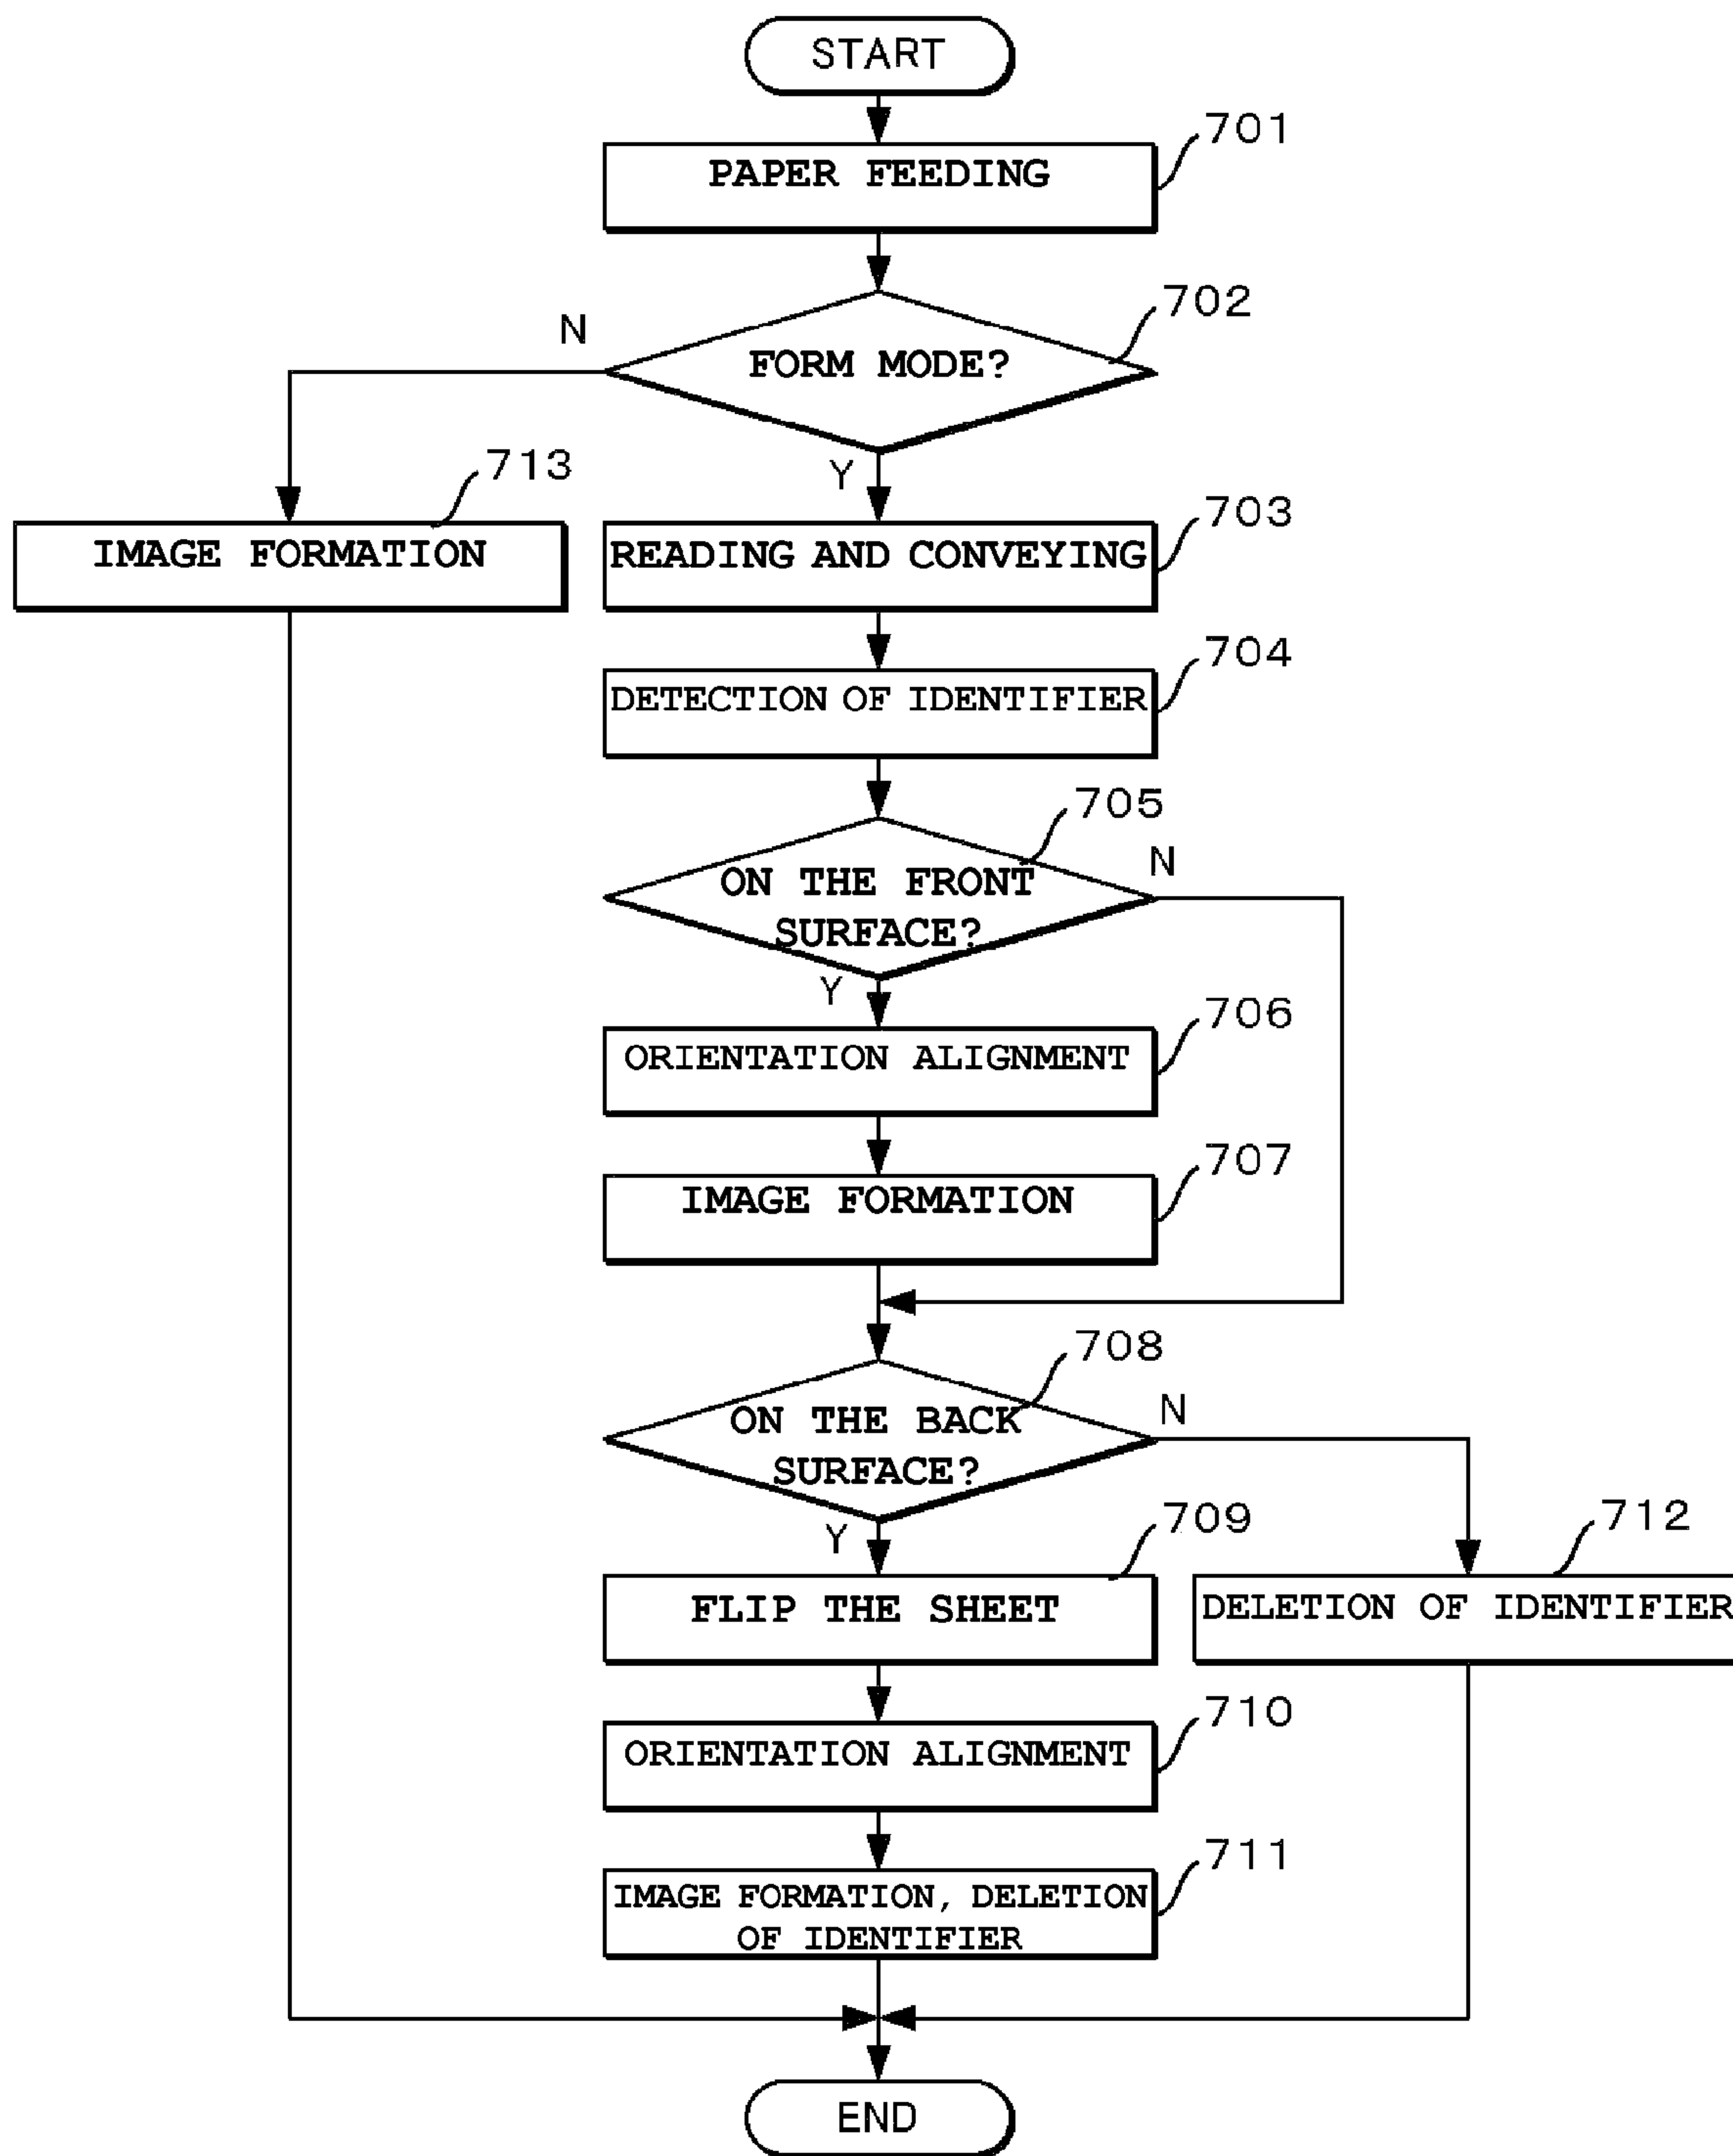 START
701
PAPER FEEDING
702
N
FORM MODE?
Y
713
IMAGE FORMATION
703
READING AND CONVEYING
704
DETECTION OF IDENTIFIER
705
N
ON THE FRONT
SURFACE?
Y
706
ORIENTATION ALIGNMENT
707
IMAGE FORMATION
708
N
ON THE BACK
SURFACE?
Y
709
FLIP THE SHEET
712
DELETION OF IDENTIFIER
710
ORIENTATION ALIGNMENT
711
IMAGE FORMATION, DELETION
OF IDENTIFIER
END